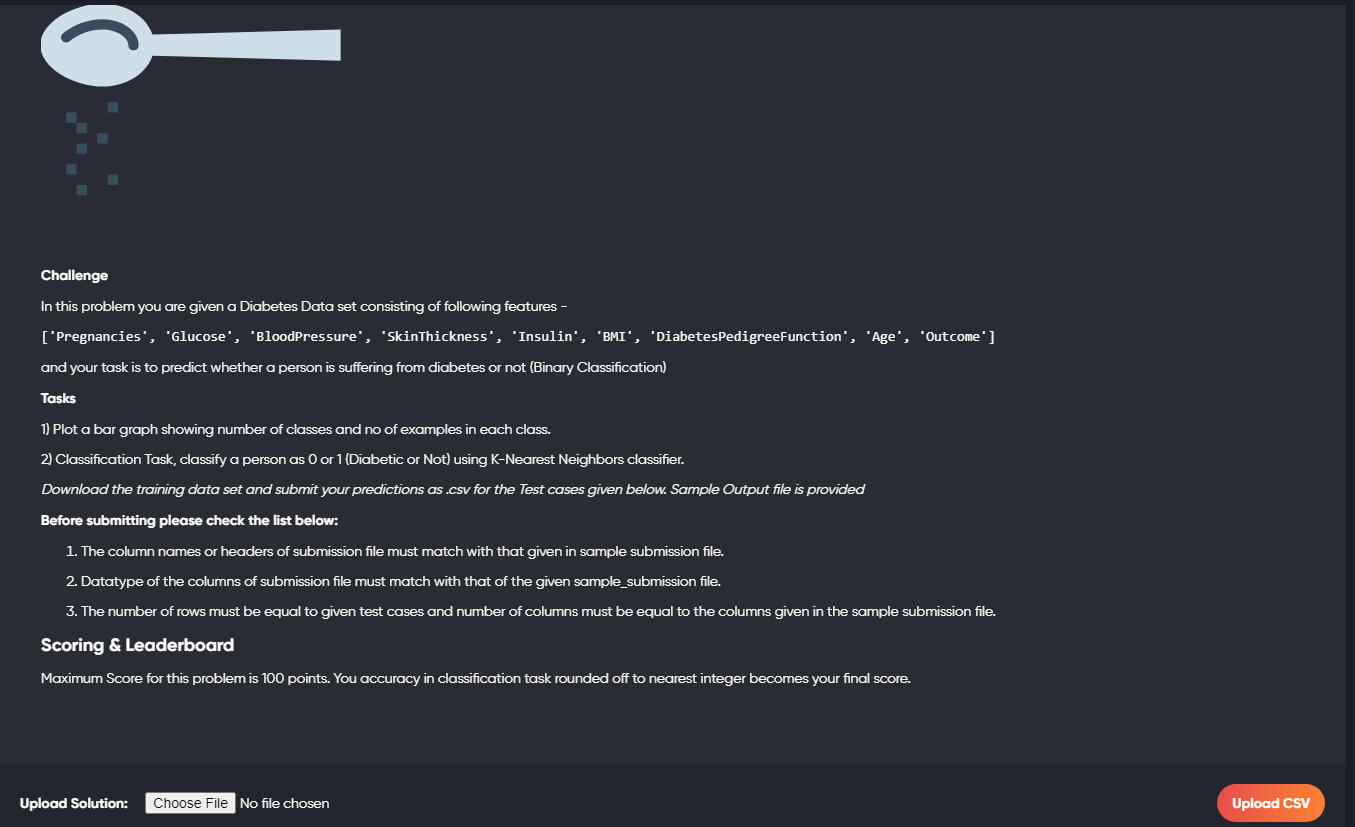 Challenge
In this problem you are given a Diabetes Data set consisting of following features -
['Pregnancies', 'Glucose', 'BloodPressure', 'SkinThickness', 'Insulin', 'BMI', 'DiabetesPedigreeFunction', 'Age', 'Outcome']
and your task is to predict whether a person is suffering from diabetes or not (Binary Classification)
Tasks
1) Plot a bar graph showing number of classes and no of examples in each class.
2) Classification Task, classify a person as 0 or 1 (Diabetic or Not) using K-Nearest Neighbors classifier.
Download the training data set and submit your predictions as .csv for the Test cases given below. Sample Output file is provided
Before submitting please check the list below:
1. The column names or headers of submission file must match with that given in sample submission file.
2. Datatype of the columns of submission file must match with that of the given sample_submission file.
3. The number of rows must be equal to given test cases and number of columns must be equal to the columns given in the sample submission file.
Scoring & Leaderboard
Maximum Score for this problem is 100 points. You accuracy in classification task rounded off to nearest integer becomes your final score.
Upload Solution: Choose File No file chosen Upload CSV